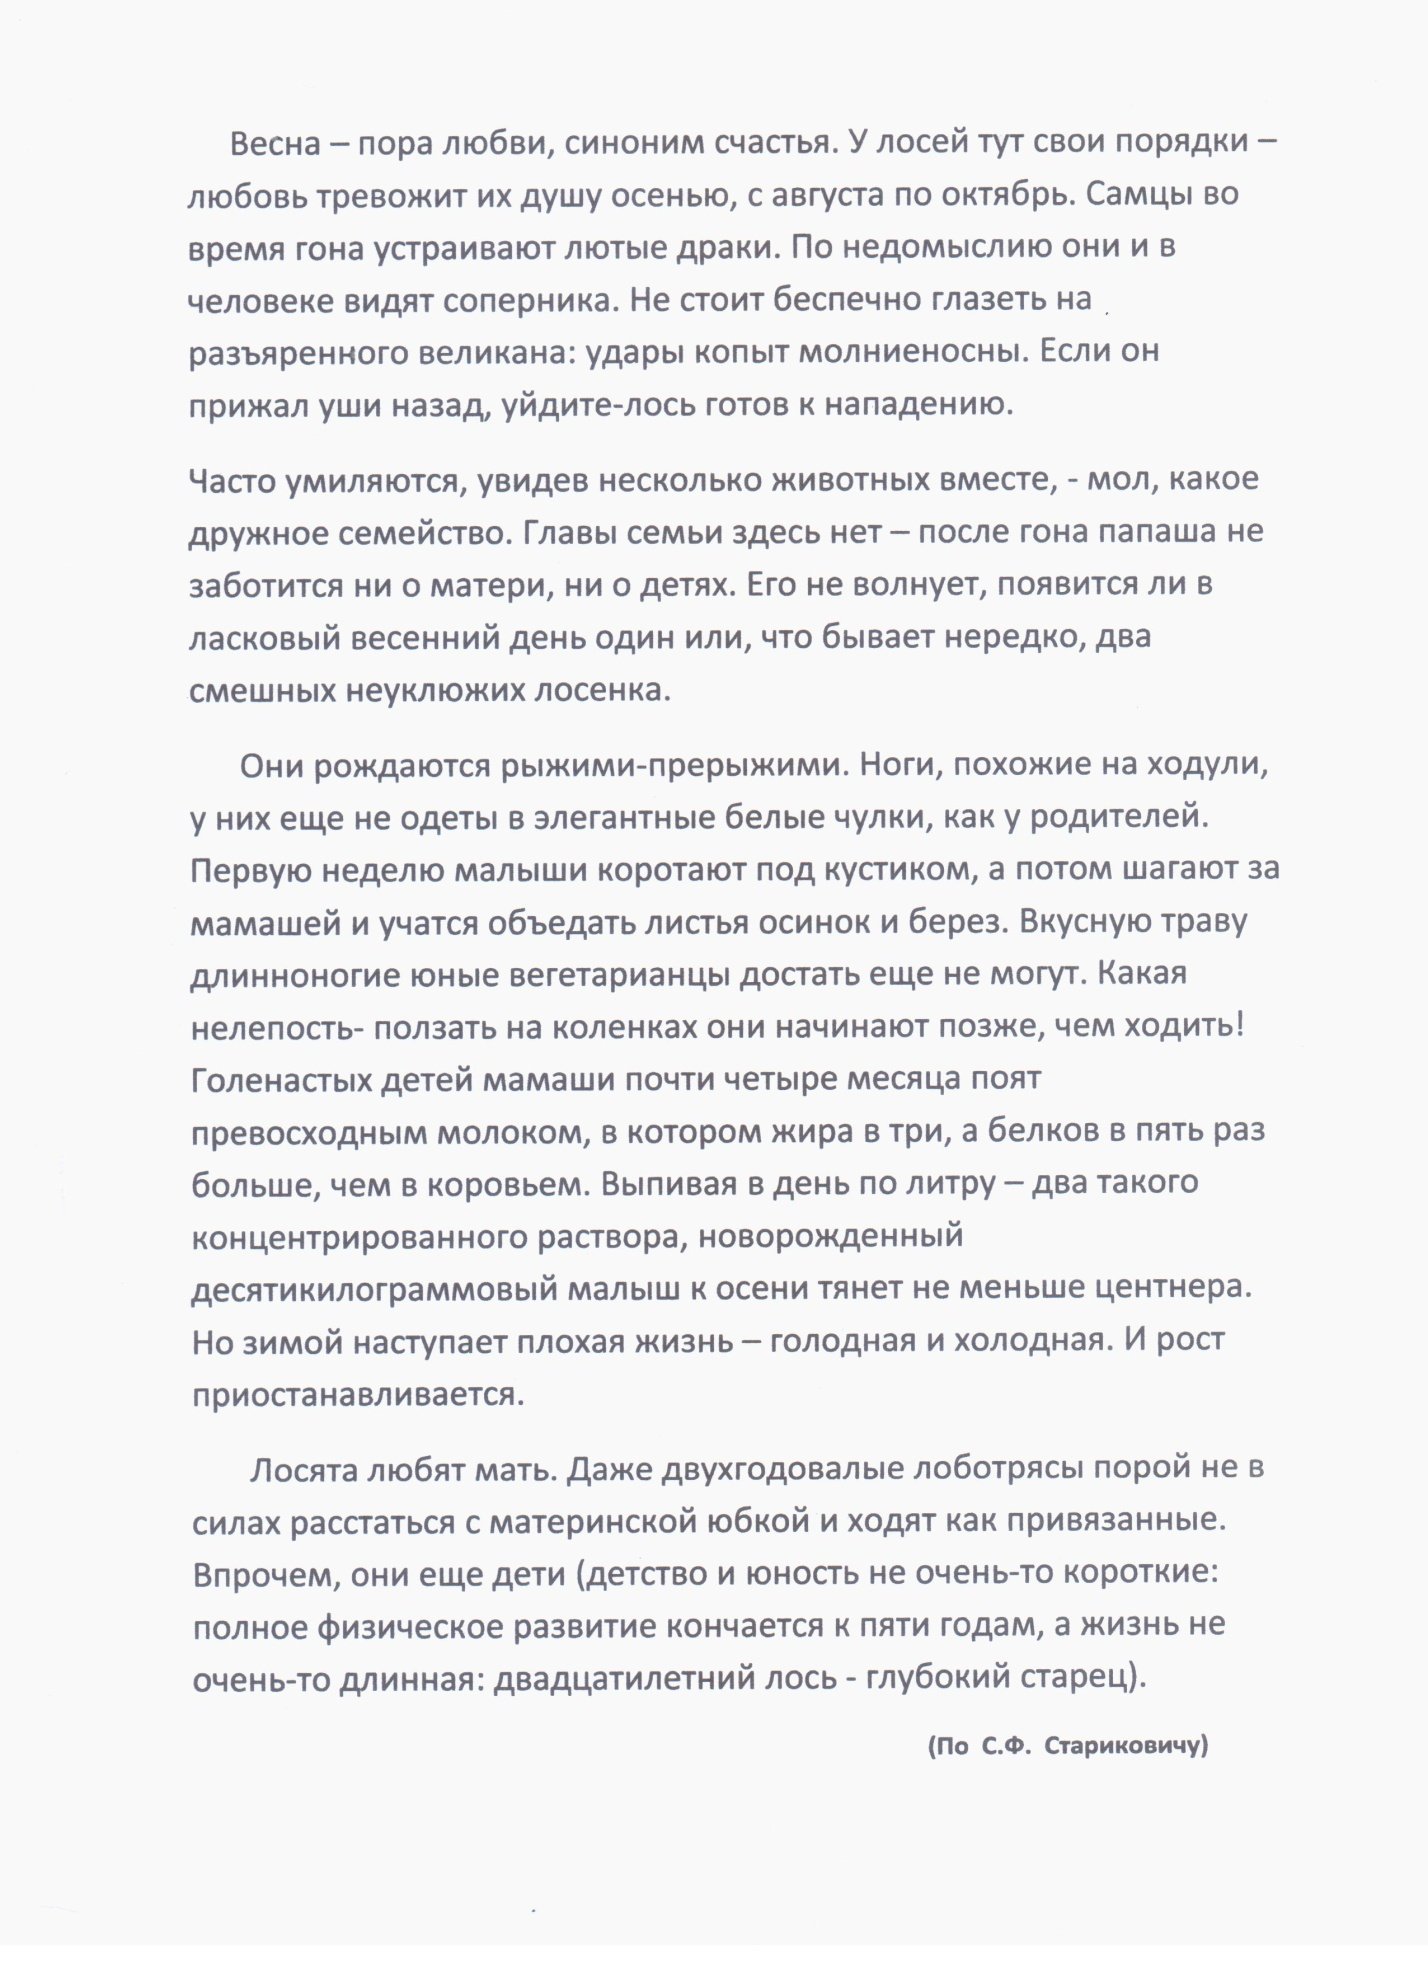 Весна – пора любви, синоним счастья. У лосей тут свои порядки –
любовь тревожит их душу осенью, с августа по октябрь. Самцы во
время гона устраивают лютые драки. По недомыслию они и в
человеке видят соперника. Не стоит беспечно глазеть на
разъяренного великана: удары копыт молниеносны. Если он
прижал уши назад, уйдите-лось готов к нападению.
Часто умиляются, увидев несколько животных вместе, - мол, какое
дружное семейство. Главы семьи здесь нет – после гона папаша не
заботится ни о матери, ни о детях. Его не волнует, появится ли в
ласковый весенний день один или, что бывает нередко, два
смешных неуклюжих лосенка.
Они рождаются рыжими-прерыжими. Ноги, похожие на ходули,
у них еще не одеты в элегантные белые чулки, как у родителей.
Первую неделю малыши коротают под кустиком, а потом шагают за
мамашей и учатся объедать листья осинок и берез. Вкусную траву
длинноногие юные вегетарианцы достать еще не могут. Какая
нелепость- ползать на коленках они начинают позже, чем ходить!
Голенастых детей мамаши почти четыре месяца поят
превосходным молоком, в котором жира в три, а белков в пять раз
больше, чем в коровьем. Выпивая в день по литру – два такого
концентрированного раствора, новорожденный
десятикилограммовый малыш к осени тянет не меньше центнера.
Но зимой наступает плохая жизнь – голодная и холодная. И рост
приостанавливается.
Лосята любят мать. Даже двухгодовалые лоботрясы порой не в
силах расстаться с материнской юбкой и ходят как привязанные.
Впрочем, они еще дети (детство и юность не очень-то короткие:
полное физическое развитие кончается к пяти годам, а жизнь не
очень-то длинная: двадцатилетний лось - глубокий старец).
(По С.Ф. Стариковичу)